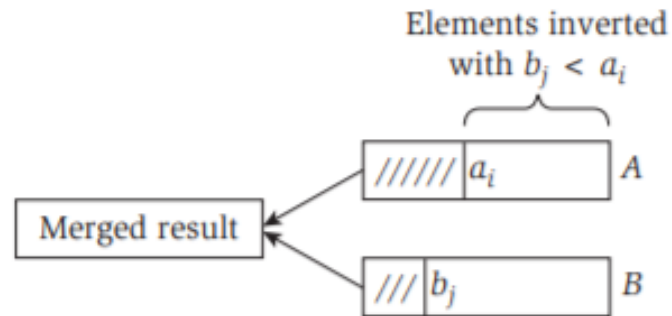 Elements inverted
with b_j < a_i
////// a_i A
Merged result
/// b_j B